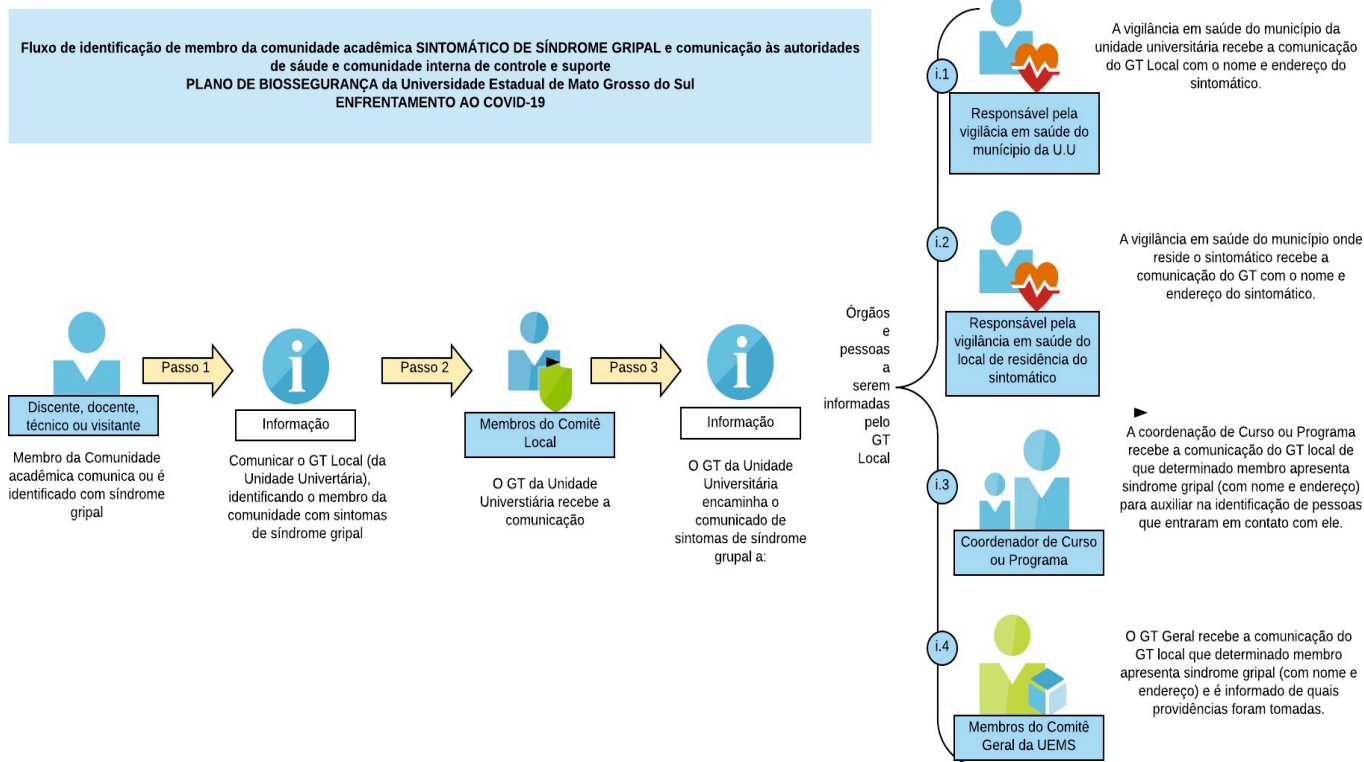 Fluxo de identificação de membro da comunidade acadêmica SINTOMÁTICO DE SÍNDROME GRIPAL e comunicação às autoridades
de sáude e comunidade interna de controle e suporte
PLANO DE BIOSSEGURANÇA da Universidade Estadual de Mato Grosso do Sul
ENFRENTAMENTO AO COVID-19
Passo 1
Passo 2
Passo 3
Discente, docente,
técnico ou visitante
Membro da Comunidade
acadêmica comunica ou é
identificado com síndrome
gripal
Informação
Comunicar o GT Local (da
Unidade Univertária),
identificando o membro da
comunidade com sintomas
de síndrome gripal
Membros do Comitê
Local
O GT da Unidade
Universtiária recebe a
comunicação
Informação
O GT da Unidade
Universitária
encaminha o
comunicado de
sintomas de síndrome
grupal a:
Órgãos
e
pessoas
a
serem
informadas
pelo
GT
Local
i.1
Responsável pela
vigilâcia em saúde do
munícipio da U.U
A vigilância em saúde do município da
unidade universitária recebe a comunicação
do GT Local com o nome e endereço do
sintomático.
i.2
Responsável pela
vigilância em saúde do
local de residência do
sintomático
A vigilância em saúde do município onde
reside o sintomático recebe a
comunicação do GT com o nome e
endereço do sintomático.
i.3
Coordenador de Curso
ou Programa
A coordenação de Curso ou Programa
recebe a comunicação do GT local de
que determinado membro apresenta
sindrome gripal (com nome e endereço)
para auxiliar na identificação de pessoas
que entraram em contato com ele.
i.4
Membros do Comitê
Geral da UEMS
O GT Geral recebe a comunicação do
GT local que determinado membro
apresenta sindrome gripal (com nome e
endereço) e é informado de quais
providências foram tomadas.